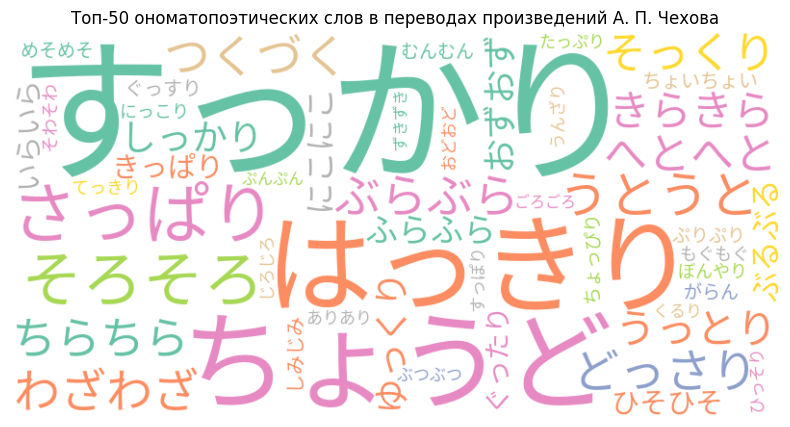 Топ-50 ономатопоэтических слов в переводах произведений А. П. Чехова
めそめそ
つくづく
むんむん
おずおず
たっぷり
そっくり
すっかり
ちょいちょい
いらいら
そわそわ
ぐっすり
にっこり
しっかり
きっぱり
にこにこ
ずきずき
おどおど
うんざり
きらきら
へとへと
てっきり
ぷんぷん
さっぱり
ぶらぶら
ごろごろ
うとうと
ぶるぶる
ふらふら
はっきり
ちょっぴり
ぷりぷり
もぐもぐ
ぼんやり
がらん
そろそろ
じろじろ
すっぽり
くるり
ちらちら
ちょうど
ありあり
しみじみ
ゆっくり
ぐったり
うっとり
どっさり
わざわざ
ぶつぶつ
ひそひそ
ひっそり